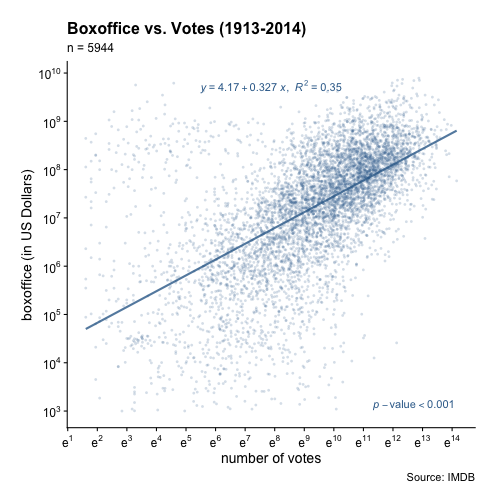 Boxoffice vs. Votes (1913-2014)
n = 5944
y = 4.17 + 0.327 x, R² = 0.35
boxoffice (in US Dollars)
10¹⁰
10⁹
10⁸
10⁷
10⁶
10⁵
10⁴
10³
p − value < 0.001
e¹ e² e³ e⁴ e⁵ e⁶ e⁷ e⁸ e⁹ e¹⁰ e¹¹ e¹² e¹³ e¹⁴
number of votes
Source: IMDB